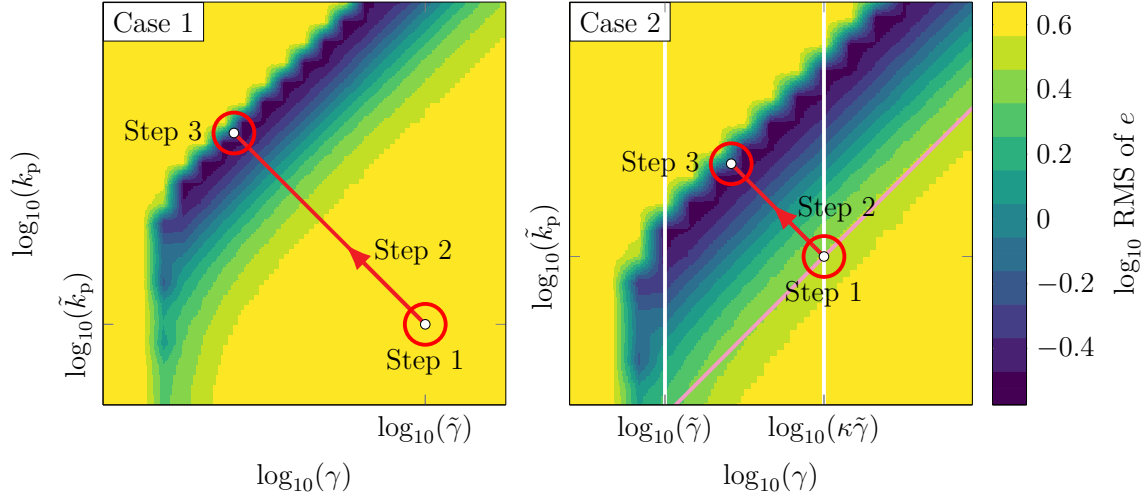 Case 1
Step 3
Step 2
Step 1
log₁₀(kₚ)
log₁₀(k̃ₚ)
log₁₀(γ̃)
log₁₀(γ)
Case 2
Step 3
Step 2
Step 1
log₁₀(k̃ₚ)
log₁₀(γ̃)
log₁₀(κγ̃)
log₁₀(γ)
0.6
0.4
0.2
0
−0.2
−0.4
log₁₀ RMS of e